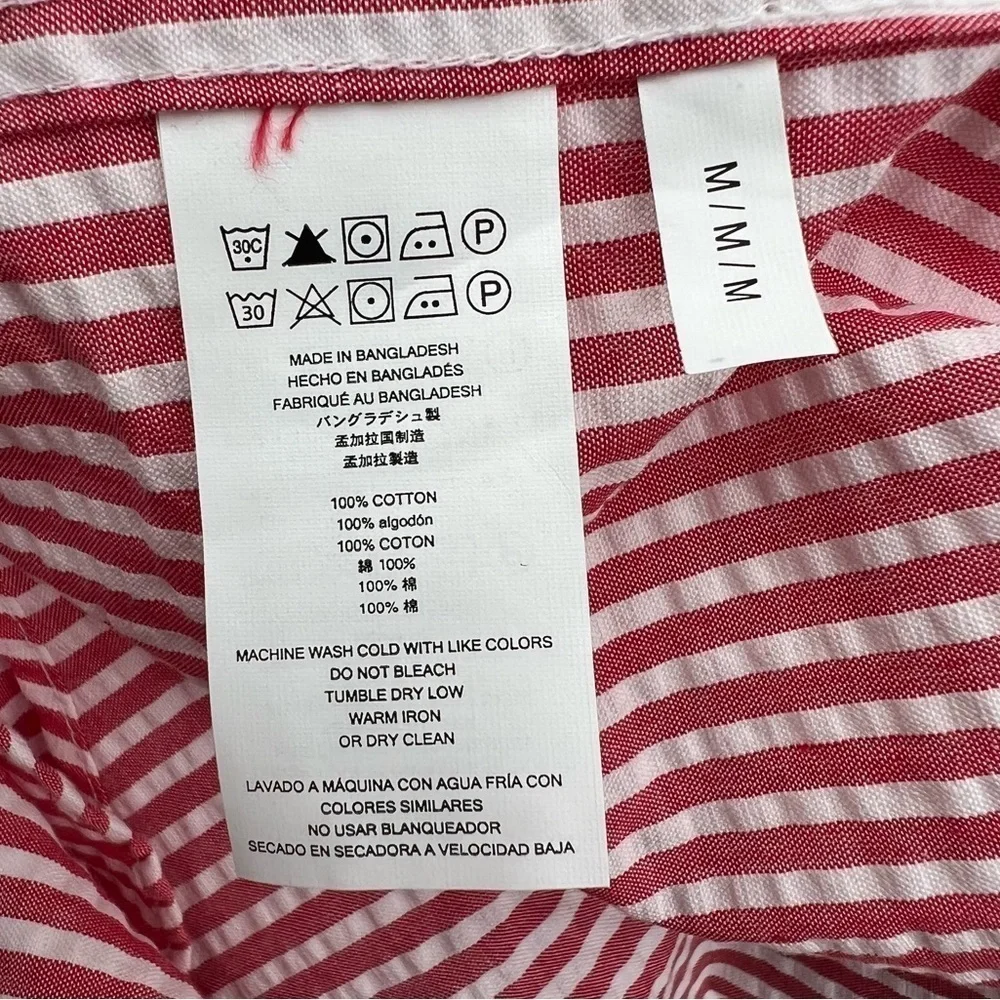 30C
P
30
P
MADE IN BANGLADESH
HECHO EN BANGLADÉS
FABRIQUÉ AU BANGLADESH
バングラデシュ製
孟加拉国制造
孟加拉製造
100% COTTON
100% algodón
100% COTON
綿 100%
100% 棉
100% 棉
MACHINE WASH COLD WITH LIKE COLORS
DO NOT BLEACH
TUMBLE DRY LOW
WARM IRON
OR DRY CLEAN
LAVADO A MÁQUINA CON AGUA FRÍA CON
COLORES SIMILARES
NO USAR BLANQUEADOR
SECADO EN SECADORA A VELOCIDAD BAJA
M / M / M